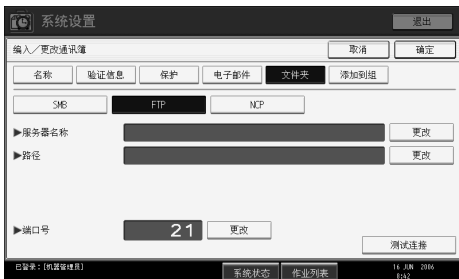 系统设置
退出
编入／更改通讯簿
取消
确定
名称
验证信息
保护
电子邮件
文件夹
添加到组
SMB
FTP
NCP
▶服务器名称
更改
▶路径
更改
▶端口号
21
更改
测试连接
已登录：[机器管理员]
系统状态
作业列表
16 JUN 2006
8:42